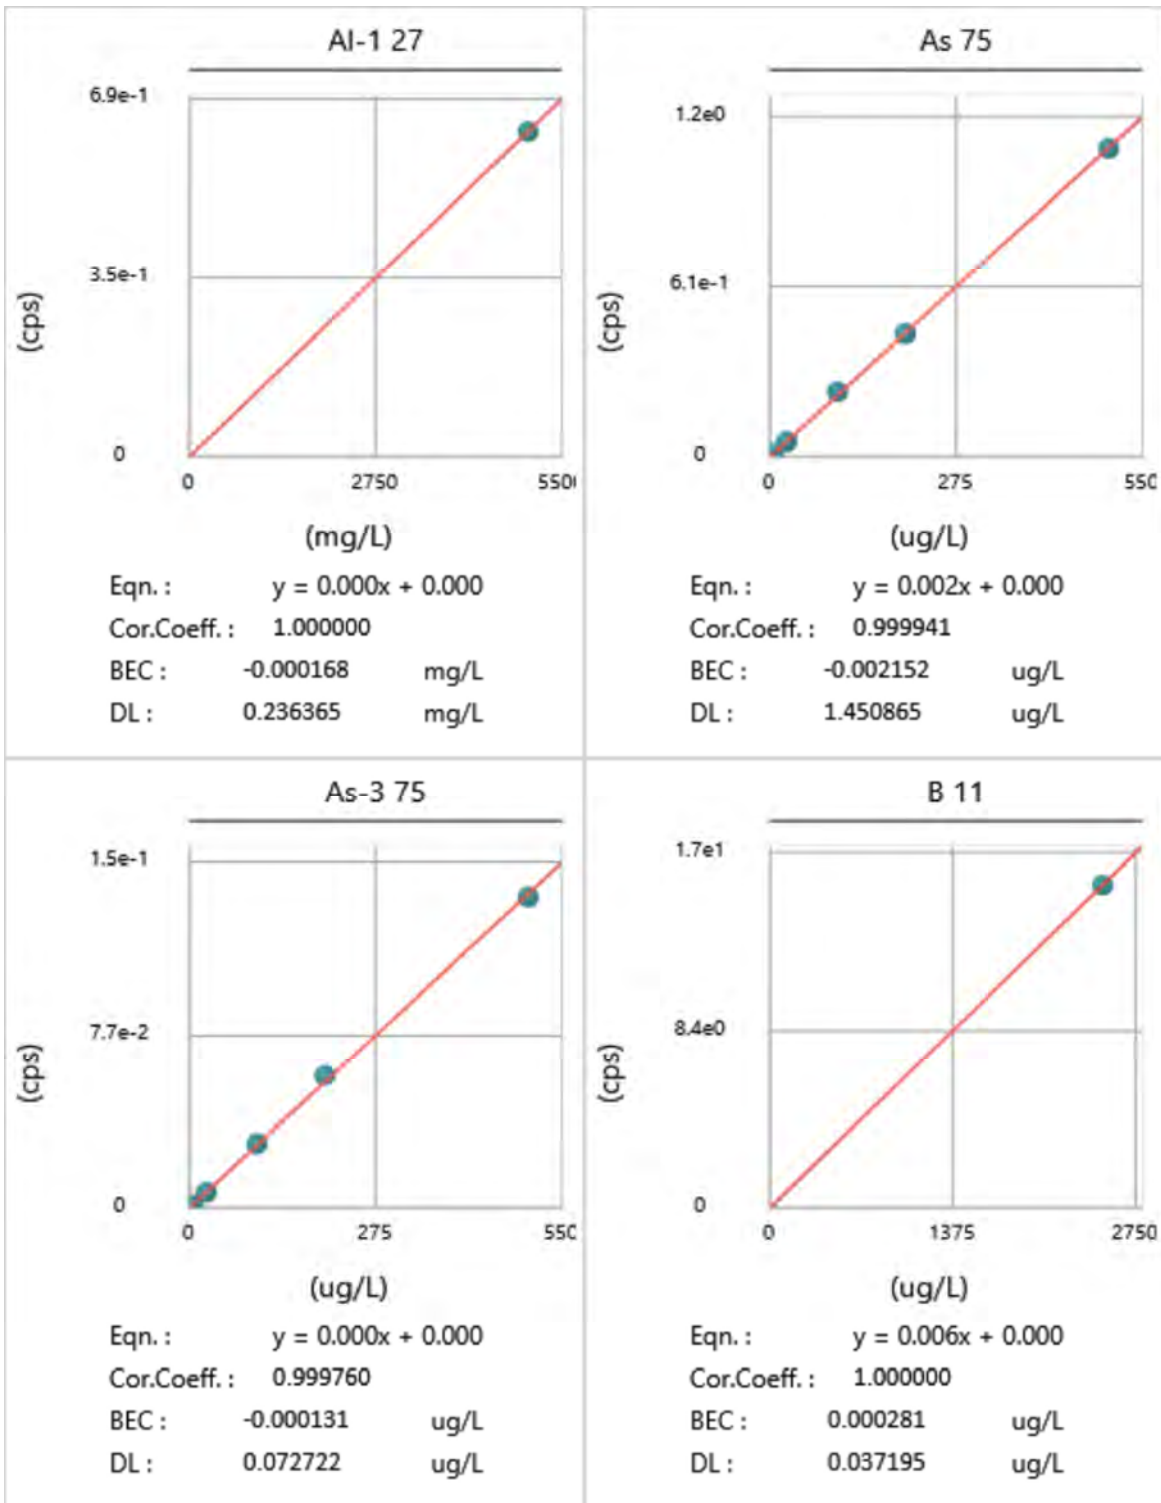 Al-1 27
6.9e-1
3.5e-1
0
(cps)
0 2750 5500
(mg/L)
Eqn. : y = 0.000x + 0.000
Cor.Coeff. : 1.000000
BEC : -0.000168 mg/L
DL : 0.236365 mg/L
As 75
1.2e0
6.1e-1
0
(cps)
0 275 550
(ug/L)
Eqn. : y = 0.002x + 0.000
Cor.Coeff. : 0.999941
BEC : -0.002152 ug/L
DL : 1.450865 ug/L
As-3 75
1.5e-1
7.7e-2
0
(cps)
0 275 550
(ug/L)
Eqn. : y = 0.000x + 0.000
Cor.Coeff. : 0.999760
BEC : -0.000131 ug/L
DL : 0.072722 ug/L
B 11
1.7e1
8.4e0
0
(cps)
0 1375 2750
(ug/L)
Eqn. : y = 0.006x + 0.000
Cor.Coeff. : 1.000000
BEC : 0.000281 ug/L
DL : 0.037195 ug/L